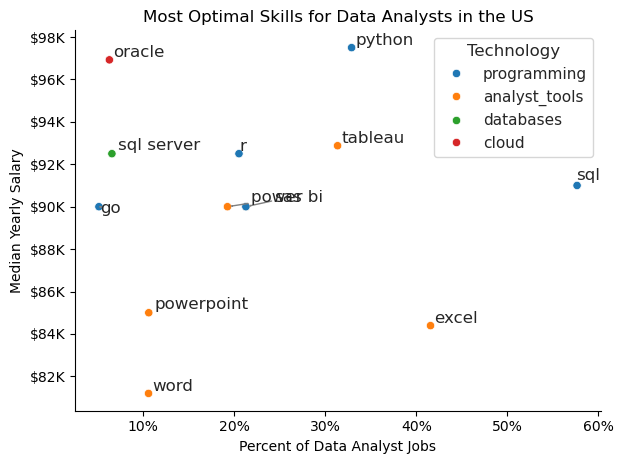 Most Optimal Skills for Data Analysts in the US
$98K
$96K
$94K
$92K
$90K
$88K
$86K
$84K
$82K
Median Yearly Salary
oracle
python
sql server
r
tableau
sql
go
power bi
sas
powerpoint
excel
word
Technology
programming
analyst_tools
databases
cloud
10%
20%
30%
40%
50%
60%
Percent of Data Analyst Jobs